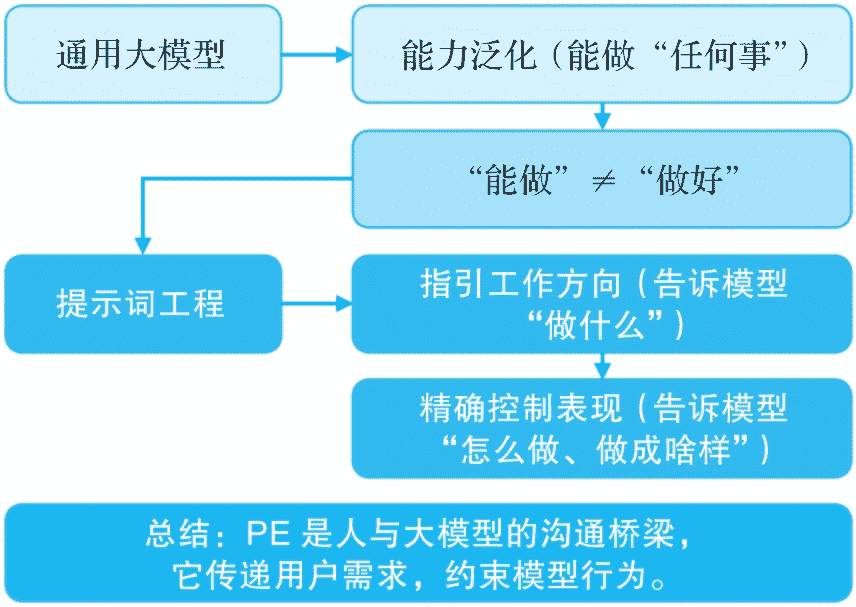 通用大模型
能力泛化（能做“任何事”）
“能做” ≠ “做好”
提示词工程
指引工作方向（告诉模型
“做什么”）
精确控制表现（告诉模型
“怎么做、做成啥样”）
总结：PE 是人与大模型的沟通桥梁，
它传递用户需求，约束模型行为。